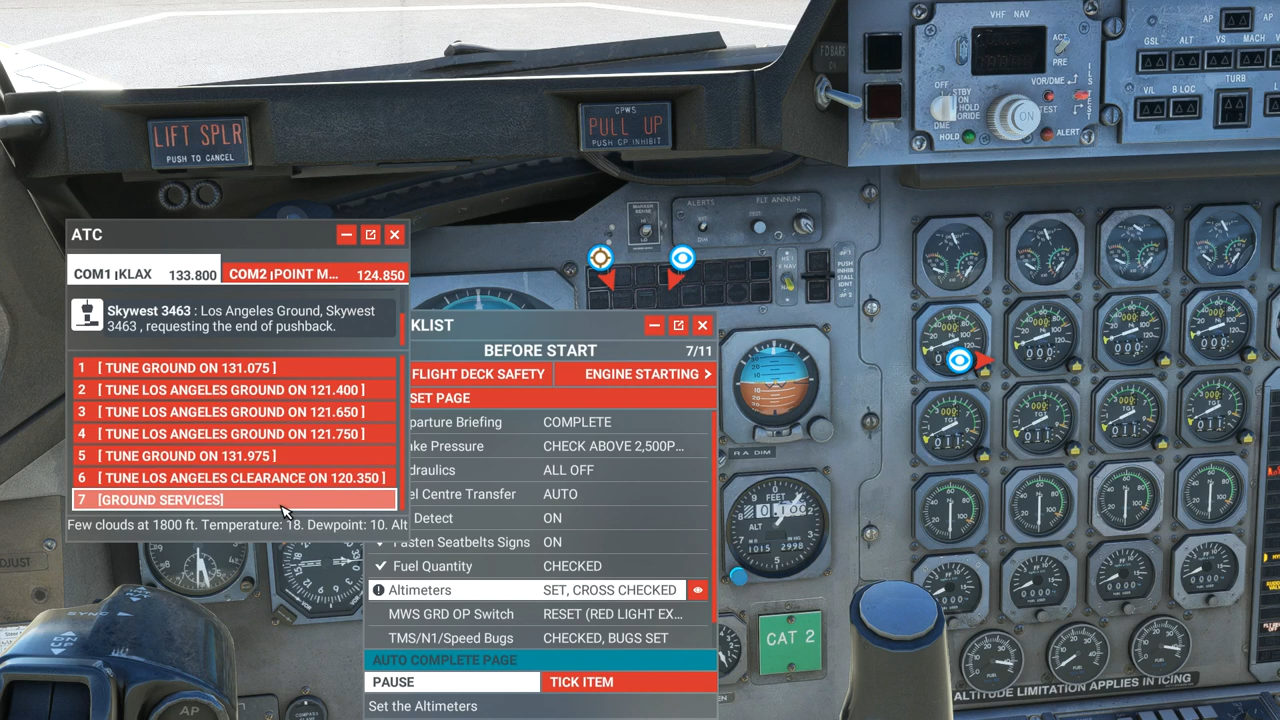 VHF NAV
ACT
PRE
OFF
STBY
ON
HOLD
ORIDE
DME
HOLD
VOR/DME
TEST
ON
ALERT
AP
GSL
ALT
VS
MACH
TURB
V/L
B LOC
F D BARS
LIFT SPLR
PUSH TO CANCEL
GPWS
PULL UP
PUSH GP INHIBIT
ALERTS
FLT ANNUN
DIM
ATC
COM1 ¡KLAX 133.800
COM2 ¡POINT M... 124.850
Skywest 3463 : Los Angeles Ground, Skywest
3463 , requesting the end of pushback.
1 [ TUNE GROUND ON 131.075 ]
2 [ TUNE LOS ANGELES GROUND ON 121.400 ]
3 [ TUNE LOS ANGELES GROUND ON 121.650 ]
4 [ TUNE LOS ANGELES GROUND ON 121.750 ]
5 [ TUNE GROUND ON 131.975 ]
6 [ TUNE LOS ANGELES CLEARANCE ON 120.350 ]
7 [GROUND SERVICES]
Few clouds at 1800 ft. Temperature: 18. Dewpoint: 10. Alt
KLIST
BEFORE START 7/11
FLIGHT DECK SAFETY
ENGINE STARTING >
SET PAGE
parture Briefing COMPLETE
ake Pressure CHECK ABOVE 2,500P...
draulics ALL OFF
el Centre Transfer AUTO
Detect ON
Fasten Seatbelts Signs ON
Fuel Quantity CHECKED
Altimeters SET, CROSS CHECKED
MWS GRD OP Switch RESET (RED LIGHT EX...
TMS/N1/Speed Bugs CHECKED, BUGS SET
AUTO COMPLETE PAGE
PAUSE
TICK ITEM
Set the Altimeters
R.A DIM
FEET
ALT
1015 2998
CAT 2
TGT
FUEL
ALTITUDE LIMITATION APPLIES IN ICING
ADJUST
SYNC
DN
UP
AP